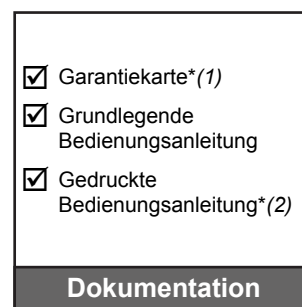 Garantiekarte*(1)
Grundlegende
Bedienungsanleitung
Gedruckte
Bedienungsanleitung*(2)
Dokumentation